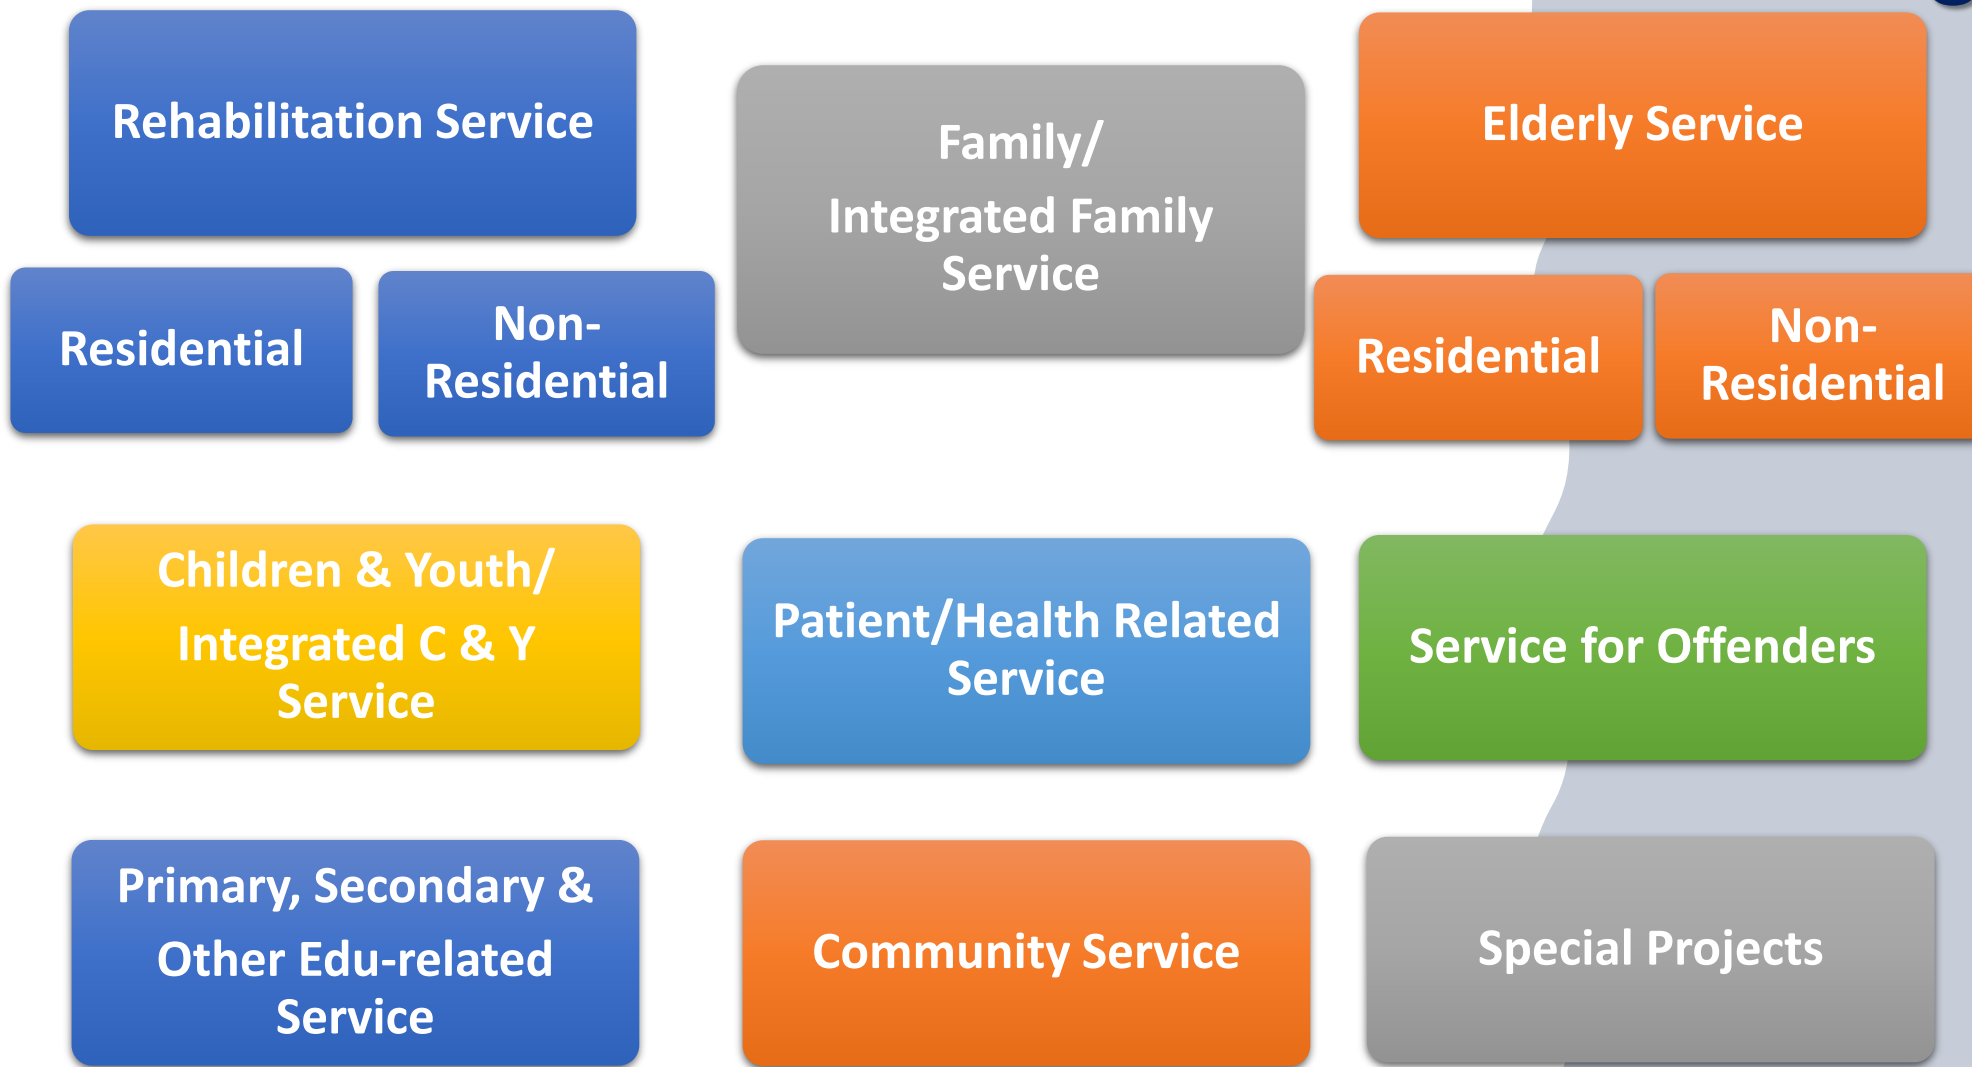 Rehabilitation Service
Family/
Integrated Family
Service
Elderly Service
Residential
Non-
Residential
Residential
Non-
Residential
Children & Youth/
Integrated C & Y
Service
Patient/Health Related
Service
Service for Offenders
Primary, Secondary &
Other Edu-related
Service
Community Service
Special Projects